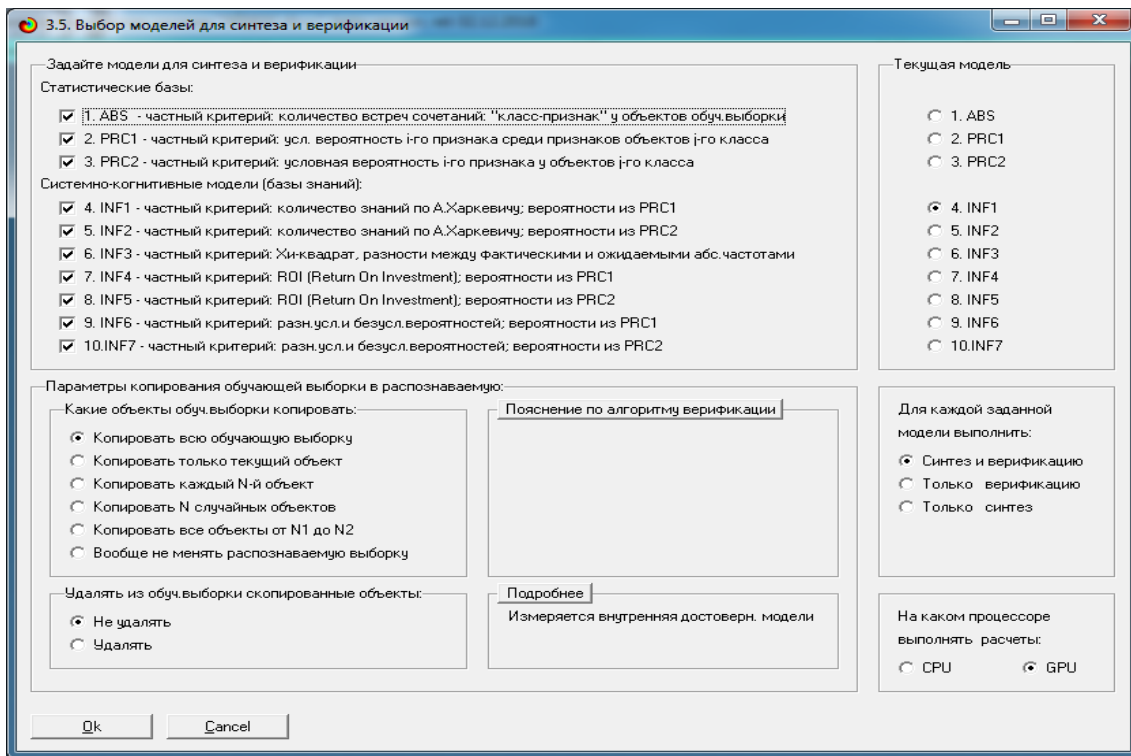 3.5. Выбор моделей для синтеза и верификации
Задайте модели для синтеза и верификации
Статистические базы:
1. ABS - частный критерий: количество встреч сочетаний: "класс-признак" у объектов обуч.выборки
2. PRC1 - частный критерий: усл. вероятность i-го признака среди признаков объектов j-го класса
3. PRC2 - частный критерий: условная вероятность i-го признака у объектов j-го класса
Системно-когнитивные модели (базы знаний):
4. INF1 - частный критерий: количество знаний по А.Харкевичу; вероятности из PRC1
5. INF2 - частный критерий: количество знаний по А.Харкевичу; вероятности из PRC2
6. INF3 - частный критерий: Хи-квадрат, разности между фактическими и ожидаемыми абс.частотами
7. INF4 - частный критерий: ROI (Return On Investment); вероятности из PRC1
8. INF5 - частный критерий: ROI (Return On Investment); вероятности из PRC2
9. INF6 - частный критерий: разн.усл.и безусл.вероятностей; вероятности из PRC1
10.INF7 - частный критерий: разн.усл.и безусл.вероятностей; вероятности из PRC2
Текущая модель
1. ABS
2. PRC1
3. PRC2
4. INF1
5. INF2
6. INF3
7. INF4
8. INF5
9. INF6
10.INF7
Параметры копирования обучающей выборки в распознаваемую:
Какие объекты обуч.выборки копировать:
Копировать всю обучающую выборку
Копировать только текущий объект
Копировать каждый N-й объект
Копировать N случайных объектов
Копировать все объекты от N1 до N2
Вообще не менять распознаваемую выборку
Пояснение по алгоритму верификации
Удалять из обуч.выборки скопированные объекты:
Не удалять
Удалять
Подробнее
Измеряется внутренняя достоверн. модели
Для каждой заданной
модели выполнить:
Синтез и верификацию
Только верификацию
Только синтез
На каком процессоре
выполнять расчеты:
CPU GPU
Ok Cancel